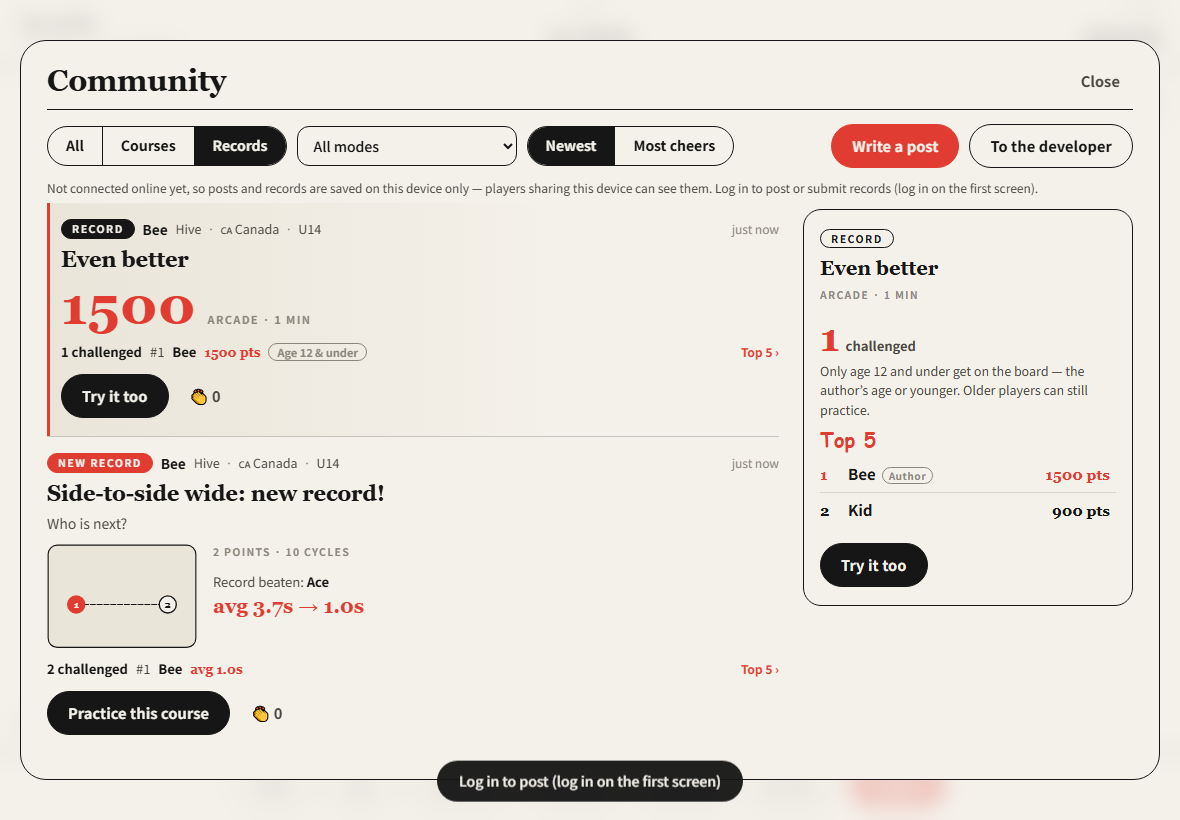 Community
Close
All
Courses
Records
All modes
Newest
Most cheers
Write a post
To the developer
Not connected online yet, so posts and records are saved on this device only — players sharing this device can see them. Log in to post or submit records (log in on the first screen).
RECORD Bee Hive · CA Canada · U14 just now
Even better
1500 ARCADE · 1 MIN
1 challenged #1 Bee 1500 pts Age 12 & under Top 5 ›
Try it too 👏 0
NEW RECORD Bee Hive · CA Canada · U14 just now
Side-to-side wide: new record!
Who is next?
1 2
2 POINTS · 10 CYCLES
Record beaten: Ace
avg 3.7s → 1.0s
2 challenged #1 Bee avg 1.0s Top 5 ›
Practice this course 👏 0
RECORD
Even better
ARCADE · 1 MIN
1 challenged
Only age 12 and under get on the board — the
author’s age or younger. Older players can still
practice.
Top 5
1 Bee Author 1500 pts
2 Kid 900 pts
Try it too
Log in to post (log in on the first screen)